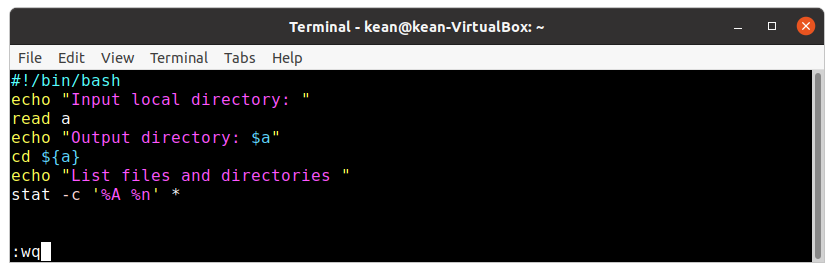 Terminal - kean@kean-VirtualBox: ~
File Edit View Terminal Tabs Help
#!/bin/bash
echo "Input local directory: "
read a
echo "Output directory: $a"
cd ${a}
echo "List files and directories "
stat -c '%A %n' *
:wq